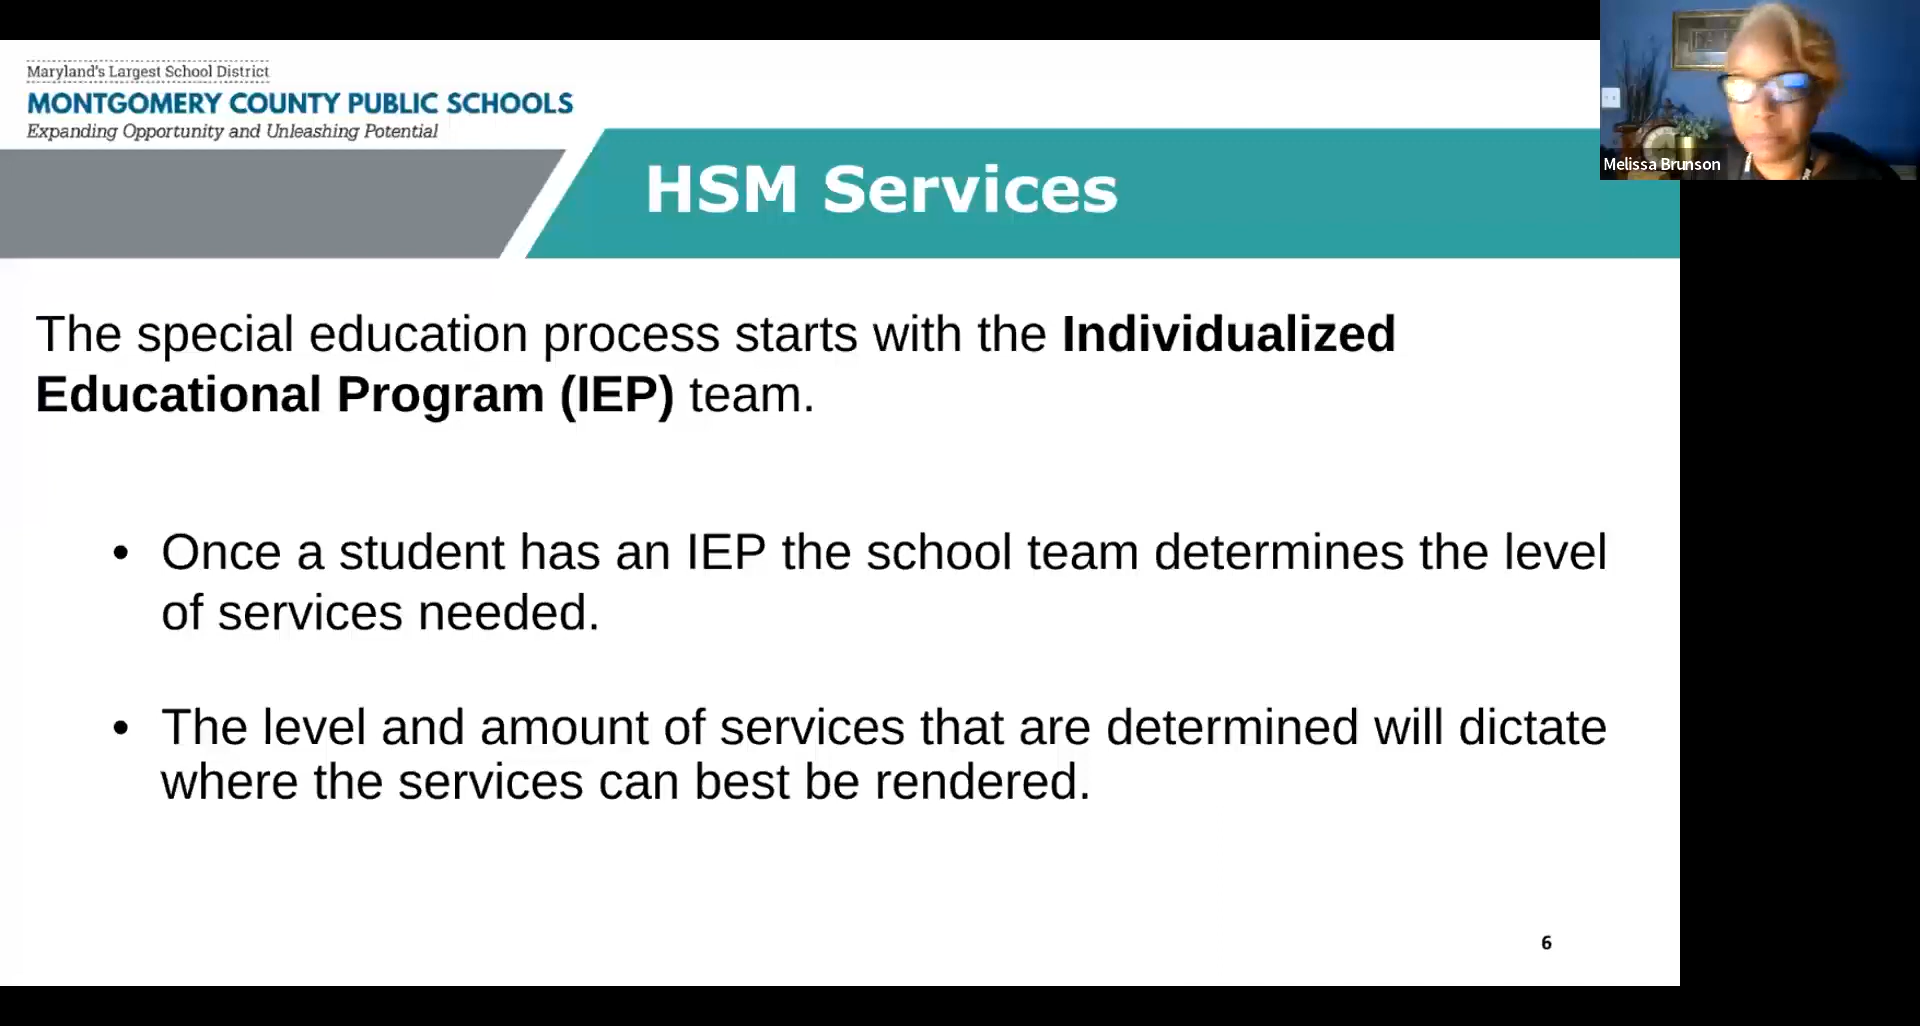 Maryland's Largest School District
MONTGOMERY COUNTY PUBLIC SCHOOLS
Expanding Opportunity and Unleashing Potential
HSM Services
Melissa Brunson
The special education process starts with the Individualized
Educational Program (IEP) team.
• Once a student has an IEP the school team determines the level
of services needed.
• The level and amount of services that are determined will dictate
where the services can best be rendered.
6